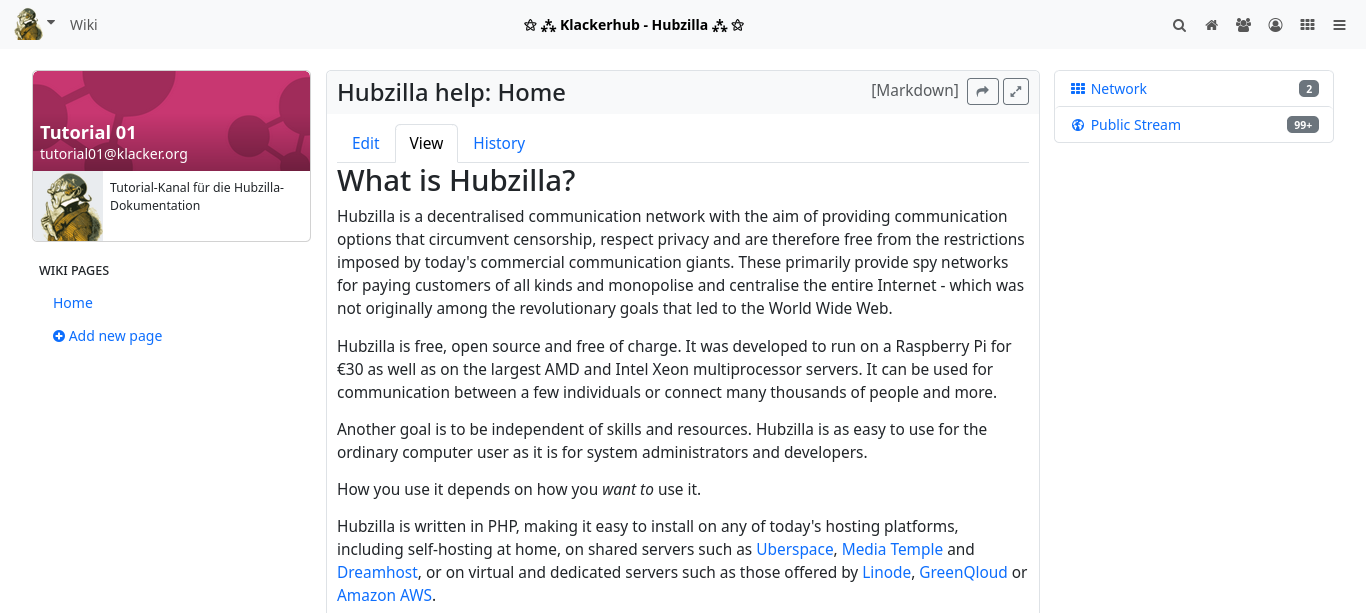 Wiki
☆ ⁂ Klackerhub - Hubzilla ⁂ ☆
Tutorial 01
tutorial01@klacker.org
Tutorial-Kanal für die Hubzilla-
Dokumentation
WIKI PAGES
Home
Add new page
Hubzilla help: Home
[Markdown]
Edit
View
History
What is Hubzilla?
Hubzilla is a decentralised communication network with the aim of providing communication
options that circumvent censorship, respect privacy and are therefore free from the restrictions
imposed by today's commercial communication giants. These primarily provide spy networks
for paying customers of all kinds and monopolise and centralise the entire Internet - which was
not originally among the revolutionary goals that led to the World Wide Web.
Hubzilla is free, open source and free of charge. It was developed to run on a Raspberry Pi for
€30 as well as on the largest AMD and Intel Xeon multiprocessor servers. It can be used for
communication between a few individuals or connect many thousands of people and more.
Another goal is to be independent of skills and resources. Hubzilla is as easy to use for the
ordinary computer user as it is for system administrators and developers.
How you use it depends on how you want to use it.
Hubzilla is written in PHP, making it easy to install on any of today's hosting platforms,
including self-hosting at home, on shared servers such as Uberspace, Media Temple and
Dreamhost, or on virtual and dedicated servers such as those offered by Linode, GreenQloud or
Amazon AWS.
Network 2
Public Stream 99+